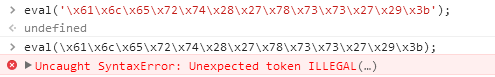 > eval('\x61\x6c\x65\x72\x74\x28\x27\x78\x73\x73\x27\x29\x3b');
< undefined
> eval(\x61\x6c\x65\x72\x74\x28\x27\x78\x73\x73\x27\x29\x3b);
Uncaught SyntaxError: Unexpected token ILLEGAL(…)